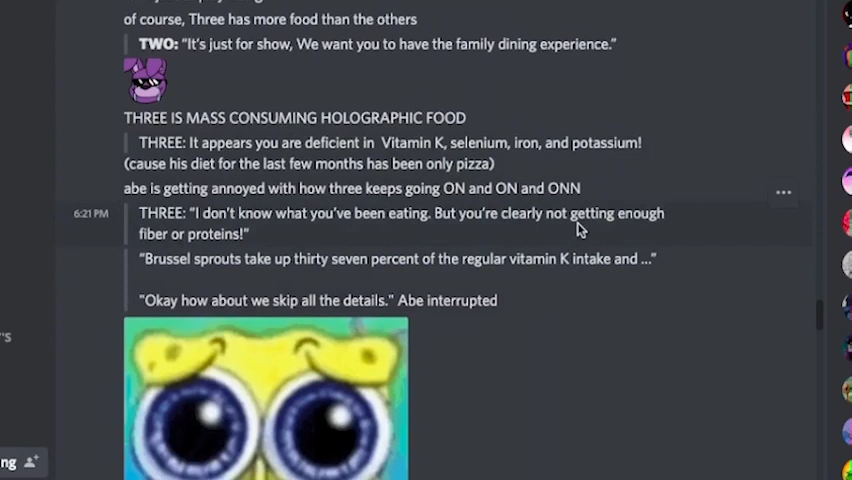 of course, Three has more food than the others
TWO: “It's just for show, We want you to have the family dining experience.”
THREE IS MASS CONSUMING HOLOGRAPHIC FOOD
THREE: It appears you are deficient in Vitamin K, selenium, iron, and potassium!
(cause his diet for the last few months has been only pizza)
abe is getting annoyed with how three keeps going ON and ON and ONN
6:21 PM THREE: “I don't know what you've been eating. But you're clearly not getting enough
fiber or proteins!”
“Brussel sprouts take up thirty seven percent of the regular vitamin K intake and ...”
"Okay how about we skip all the details." Abe interrupted
's
ng